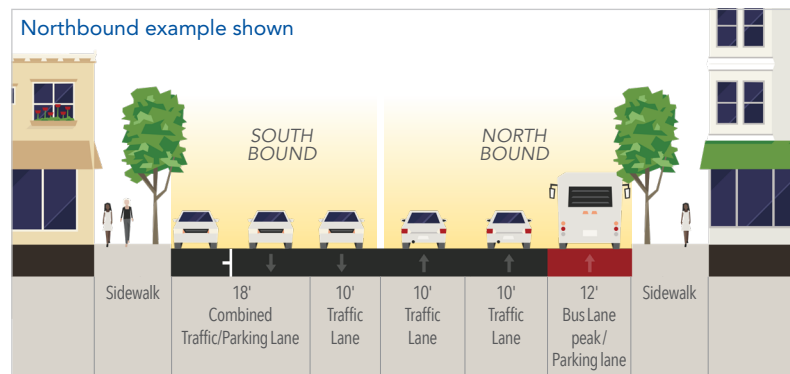 Northbound example shown
SOUTH
BOUND
NORTH
BOUND
Sidewalk
18'
Combined
Traffic/Parking Lane
10'
Traffic
Lane
10'
Traffic
Lane
10'
Traffic
Lane
12'
Bus Lane
peak/
Parking lane
Sidewalk